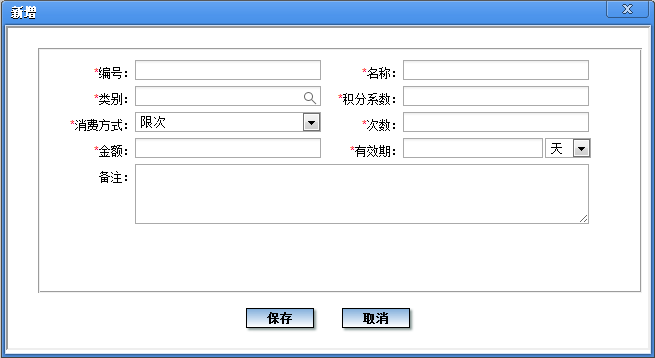 新增
*编号： *名称：
*类别： *积分系数：
*消费方式： 限次 *次数：
*金额： *有效期： 天
备注：
保存 取消